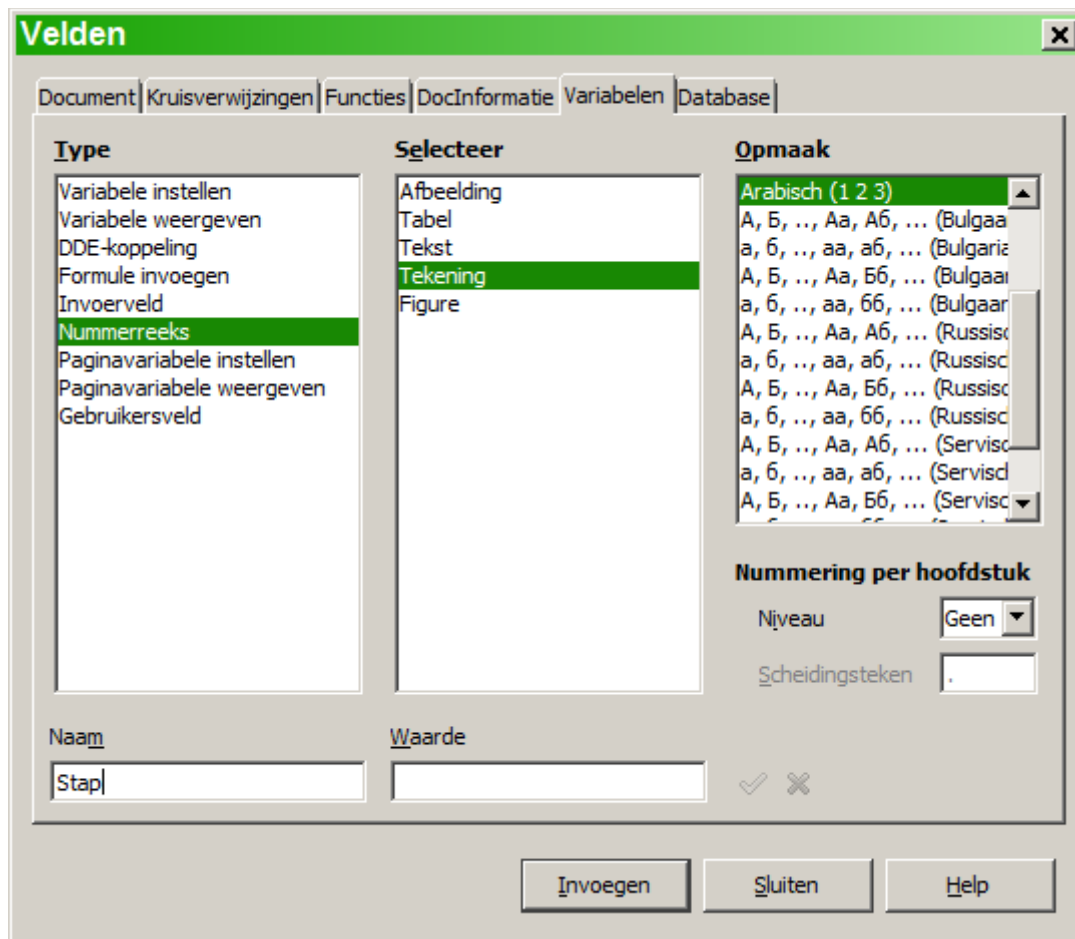 Velden
Document Kruisverwijzingen Functies DocInformatie Variabelen Database
Type
Variabele instellen
Variabele weergeven
DDE-koppeling
Formule invoegen
Invoerveld
Nummerreeks
Paginavariabele instellen
Paginavariabele weergeven
Gebruikersveld
Selecteer
Afbeelding
Tabel
Tekst
Tekening
Figure
Opmaak
Arabisch (1 2 3)
А, Б, .., Аа, Аб, ... (Bulgaar
а, б, .., аа, аб, ... (Bulgaria
А, Б, .., Аа, Бб, ... (Bulgaar
а, б, .., аа, бб, ... (Bulgaar
А, Б, .., Аа, Аб, ... (Russisc
а, б, .., аа, аб, ... (Russisc
А, Б, .., Аа, Бб, ... (Russisc
а, б, .., аа, бб, ... (Russisc
А, Б, .., Аа, Аб, ... (Servisc
а, б, .., аа, аб, ... (Servisch
А, Б, .., Аа, Бб, ... (Servisc
Nummering per hoofdstuk
Niveau Geen
Scheidingsteken .
Naam
Stap
Waarde
Invoegen Sluiten Help